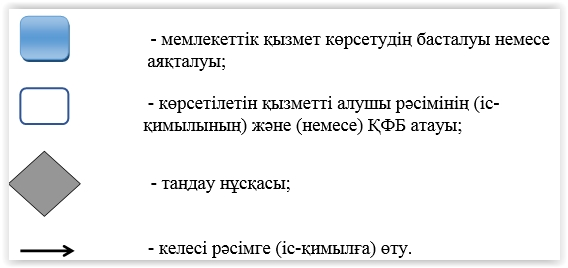 - мемлекеттік қызмет көрсетудің басталуы немесе
аяқталуы;
- көрсетілетін қызметті алушы рәсімінің (іс-
қимылының) және (немесе) ҚФБ атауы;
- таңдау нұсқасы;
- келесі рәсімге (іс-қимылға) өту.